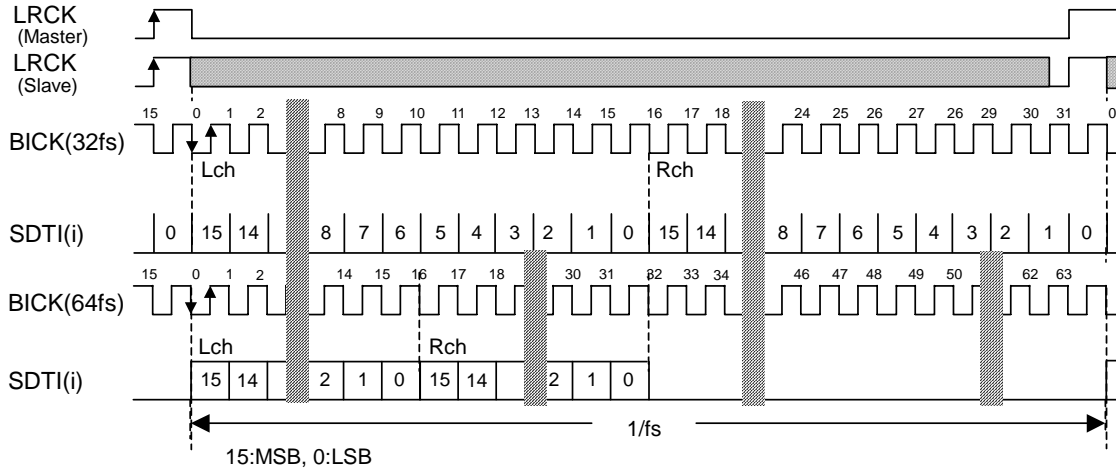 LRCK
(Master)
LRCK
(Slave)
15 0 1 2 8 9 10 11 12 13 14 15 16 17 18 24 25 26 27 26 29 30 31 0
BICK(32fs)
Lch Rch
SDTI(i) 0 15 14 8 7 6 5 4 3 2 1 0 15 14 8 7 6 5 4 3 2 1 0
15 0 1 2 14 15 16 17 18 30 31 32 33 34 46 47 48 49 50 62 63
BICK(64fs)
Lch Rch
SDTI(i) 15 14 2 1 0 15 14 2 1 0
1/fs
15:MSB, 0:LSB